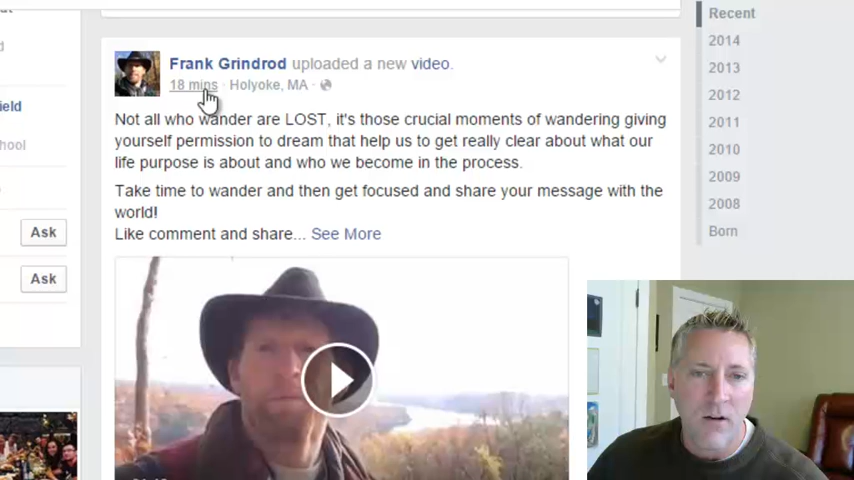 Frank Grindrod uploaded a new video.
18 mins · Holyoke, MA ·
Not all who wander are LOST, it's those crucial moments of wandering giving
yourself permission to dream that help us to get really clear about what our
life purpose is about and who we become in the process.
Take time to wander and then get focused and share your message with the
world!
Like comment and share... See More
ield
hool
Ask
Ask
Recent
2014
2013
2012
2011
2010
2009
2008
Born